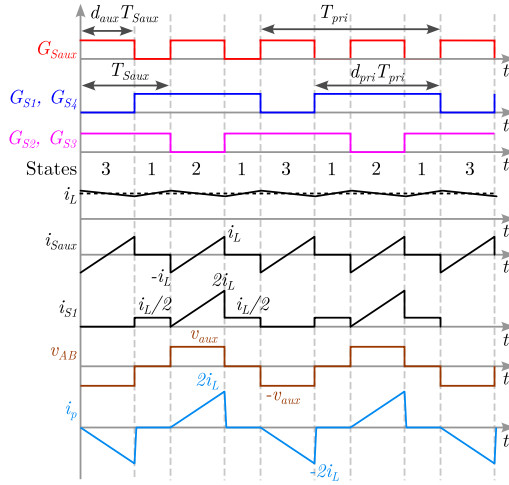 d_aux T_Saux T_pri
G_Saux t
T_Saux d_pri T_pri
G_S1, G_S4 t
G_S2, G_S3 t
States 3 1 2 1 3 1 2 1 3
i_L t
i_Saux i_L t
-i_L 2i_L
i_S1 i_L/2 i_L/2 t
v_AB v_aux t
-v_aux
i_p 2i_L t
-2i_L